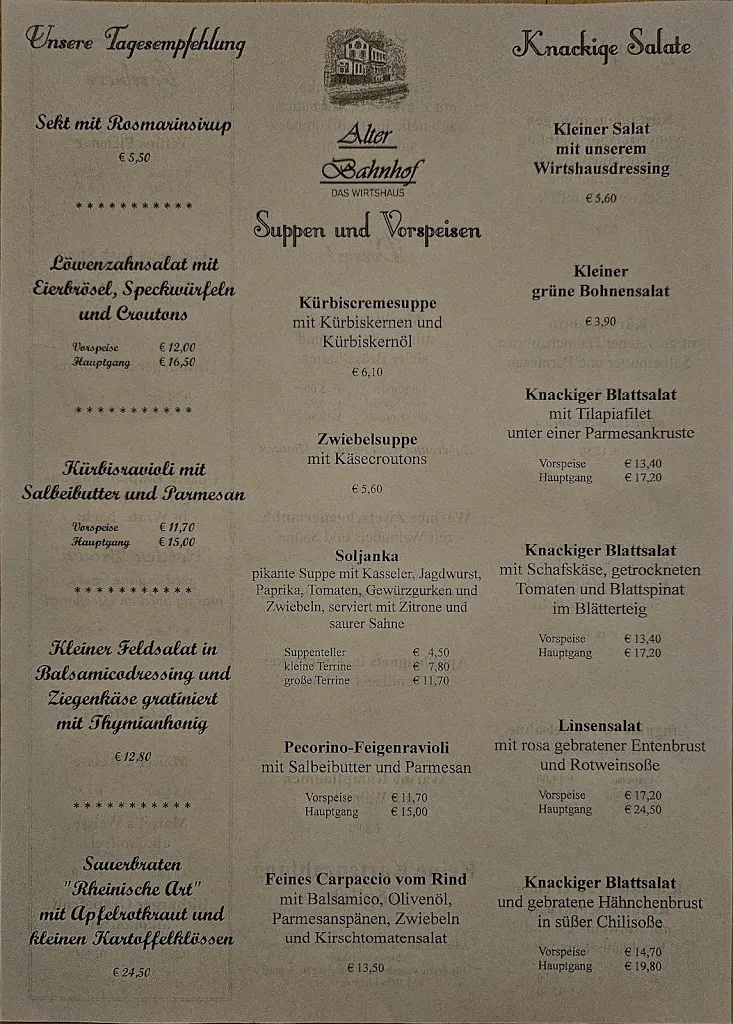 Unsere Tagesempfehlung
Sekt mit Rosmarinsirup
€ 5,50
* * * * * * * * * * *
Löwenzahnsalat mit
Eierbrösel, Speckwürfeln
und Croutons
Vorspeise € 12,00
Hauptgang € 16,50
* * * * * * * * * * *
Kürbisravioli mit
Salbeibutter und Parmesan
Vorspeise € 11,70
Hauptgang € 15,00
* * * * * * * * * * *
Kleiner Feldsalat in
Balsamicodressing und
Ziegenkäse gratiniert
mit Thymianhonig
€ 12,80
* * * * * * * * * * *
Sauerbraten
"Rheinische Art"
mit Apfelrotkraut und
kleinen Kartoffelklössen
€ 24,50
Alter
Bahnhof
DAS WIRTSHAUS
Suppen und Vorspeisen
Kürbiscremesuppe
mit Kürbiskernen und
Kürbiskernöl
€ 6,10
Zwiebelsuppe
mit Käsecroutons
€ 5,60
Soljanka
pikante Suppe mit Kasseler, Jagdwurst,
Paprika, Tomaten, Gewürzgurken und
Zwiebeln, serviert mit Zitrone und
saurer Sahne
Suppenteller € 4,50
kleine Terrine € 7,80
große Terrine € 11,70
Pecorino-Feigenravioli
mit Salbeibutter und Parmesan
Vorspeise € 11,70
Hauptgang € 15,00
Feines Carpaccio vom Rind
mit Balsamico, Olivenöl,
Parmesanspänen, Zwiebeln
und Kirschtomatensalat
€ 13,50
Knackige Salate
Kleiner Salat
mit unserem
Wirtshausdressing
€ 5,60
Kleiner
grüne Bohnensalat
€ 3,90
Knackiger Blattsalat
mit Tilapiafilet
unter einer Parmesankruste
Vorspeise € 13,40
Hauptgang € 17,20
Knackiger Blattsalat
mit Schafskäse, getrockneten
Tomaten und Blattspinat
im Blätterteig
Vorspeise € 13,40
Hauptgang € 17,20
Linsensalat
mit rosa gebratener Entenbrust
und Rotweinsoße
Vorspeise € 17,20
Hauptgang € 24,50
Knackiger Blattsalat
und gebratene Hähnchenbrust
in süßer Chilisoße
Vorspeise € 14,70
Hauptgang € 19,80